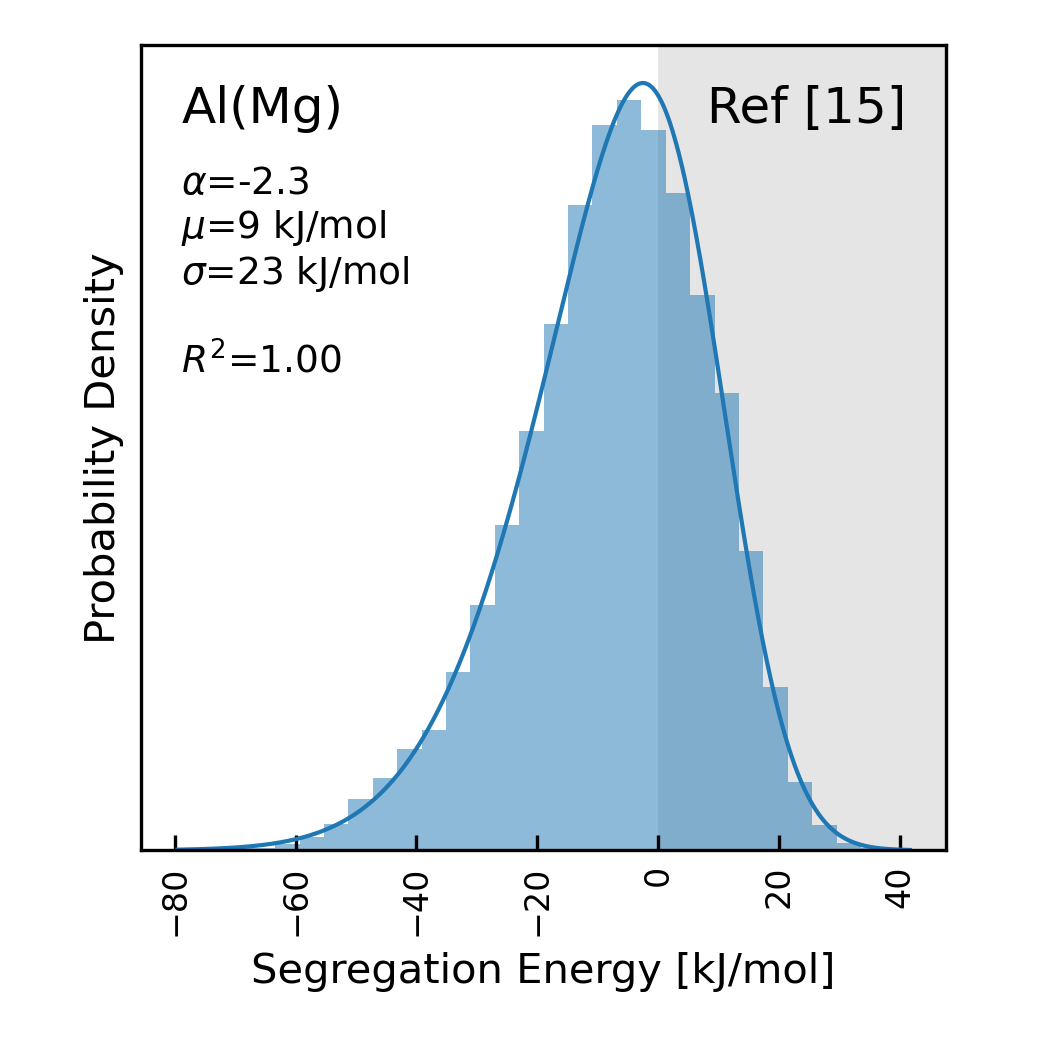 Al(Mg)
Ref [15]
α=-2.3
μ=9 kJ/mol
σ=23 kJ/mol
R²=1.00
Probability Density
−80 −60 −40 −20 0 20 40
Segregation Energy [kJ/mol]